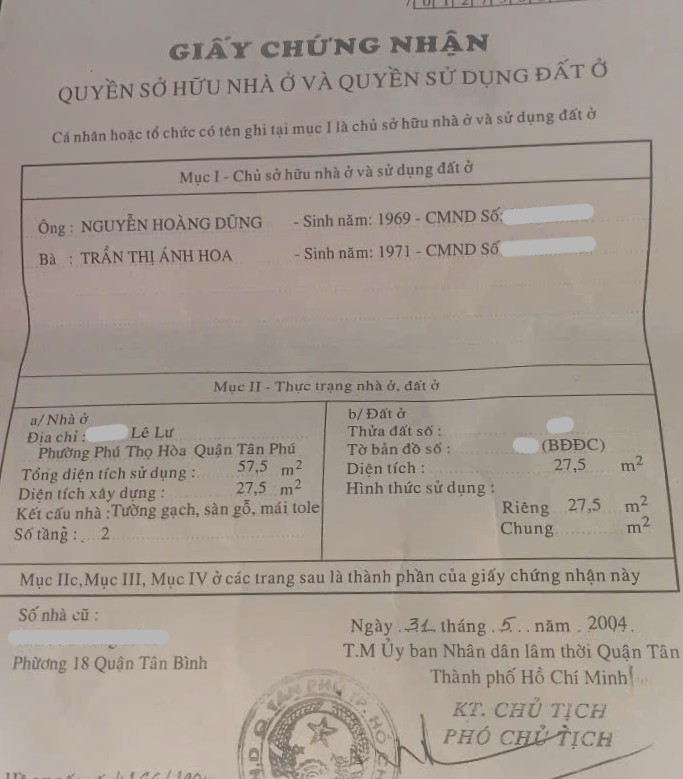 GIẤY CHỨNG NHẬN
QUYỀN SỞ HỮU NHÀ Ở VÀ QUYỀN SỬ DỤNG ĐẤT Ở
Cá nhân hoặc tổ chức có tên ghi tại mục I là chủ sở hữu nhà ở và sử dụng đất ở
Mục I - Chủ sở hữu nhà ở và sử dụng đất ở
Ông : NGUYỄN HOÀNG DŨNG - Sinh năm: 1969 - CMND Số:
Bà : TRẦN THỊ ÁNH HOA - Sinh năm: 1971 - CMND Số
Mục II - Thực trạng nhà ở, đất ở
a/ Nhà ở
Địa chỉ : Lê Lư
Phường Phú Thọ Hòa Quận Tân Phú
Tổng diện tích sử dụng : 57,5 m2
Diện tích xây dựng : 27,5 m2
Kết cấu nhà : Tường gạch, sàn gỗ, mái tole
Số tầng : 2
b/ Đất ở
Thửa đất số :
Tờ bản đồ số : (BĐĐC)
Diện tích : 27,5 m2
Hình thức sử dụng :
Riêng 27,5 m2
Chung m2
Mục IIc, Mục III, Mục IV ở các trang sau là thành phần của giấy chứng nhận này
Số nhà cũ :
Phường 18 Quận Tân Bình
Ngày 31 tháng 5 năm 2004.
T.M Ủy ban Nhân dân lâm thời Quận Tân
Thành phố Hồ Chí Minh
KT. CHỦ TỊCH
PHÓ CHỦ TỊCH
N.D Q. TÂN PHÚ TP. HỒ CH